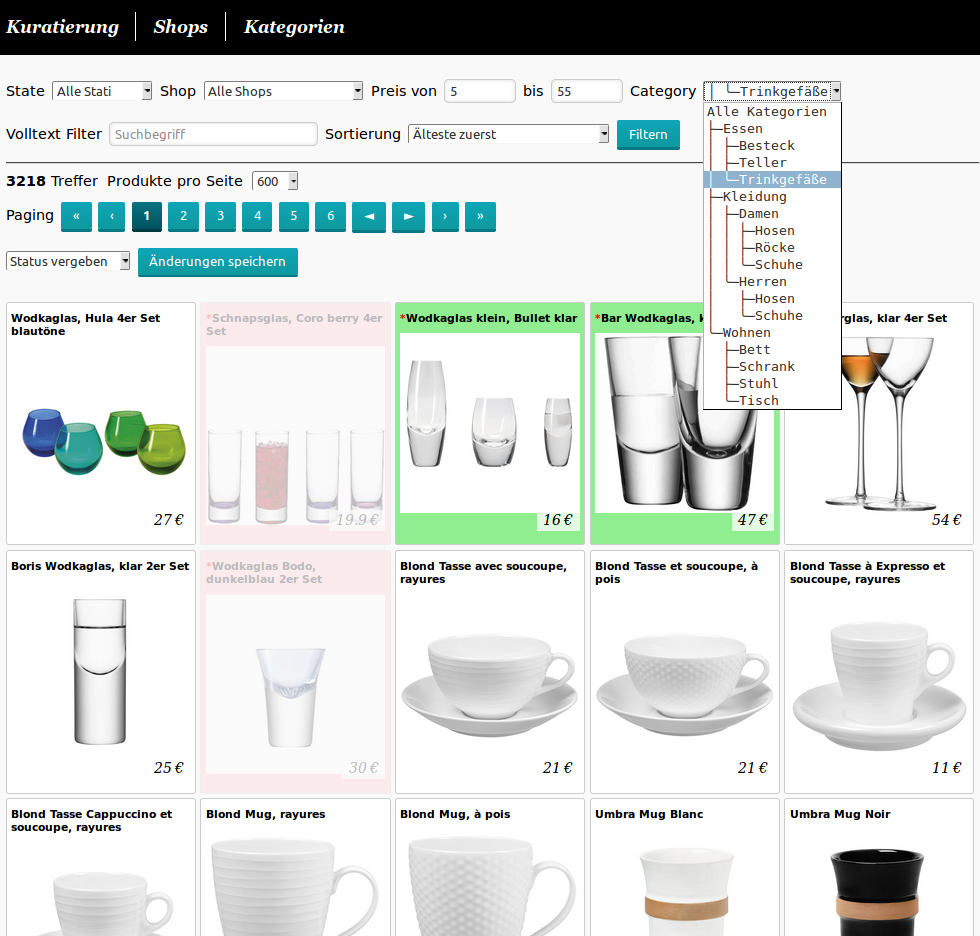 Kuratierung Shops Kategorien
State Alle Stati Shop Alle Shops Preis von 5 bis 55 Category Trinkgefäße
Alle Kategorien
Essen
Besteck
Teller
Trinkgefäße
Kleidung
Damen
Hosen
Röcke
Schuhe
Herren
Hosen
Schuhe
Wohnen
Bett
Schrank
Stuhl
Tisch
Volltext Filter Suchbegriff Sortierung Älteste zuerst Filtern
3218 Treffer Produkte pro Seite 600
Paging « ‹ 1 2 3 4 5 6 ◄ ► › »
Status vergeben Änderungen speichern
Wodkaglas, Hula 4er Set
blautöne
27 €
*Schnapsglas, Coro berry 4er
Set
19.9 €
*Wodkaglas klein, Bullet klar
16 €
*Bar Wodkaglas,
47 €
klar 4er Set
54 €
Boris Wodkaglas, klar 2er Set
25 €
*Wodkaglas Bodo,
dunkelblau 2er Set
30 €
Blond Tasse avec soucoupe,
rayures
21 €
Blond Tasse et soucoupe, à
pois
21 €
Blond Tasse à Expresso et
soucoupe, rayures
11 €
Blond Tasse Cappuccino et
soucoupe, rayures
Blond Mug, rayures
Blond Mug, à pois
Umbra Mug Blanc
Umbra Mug Noir